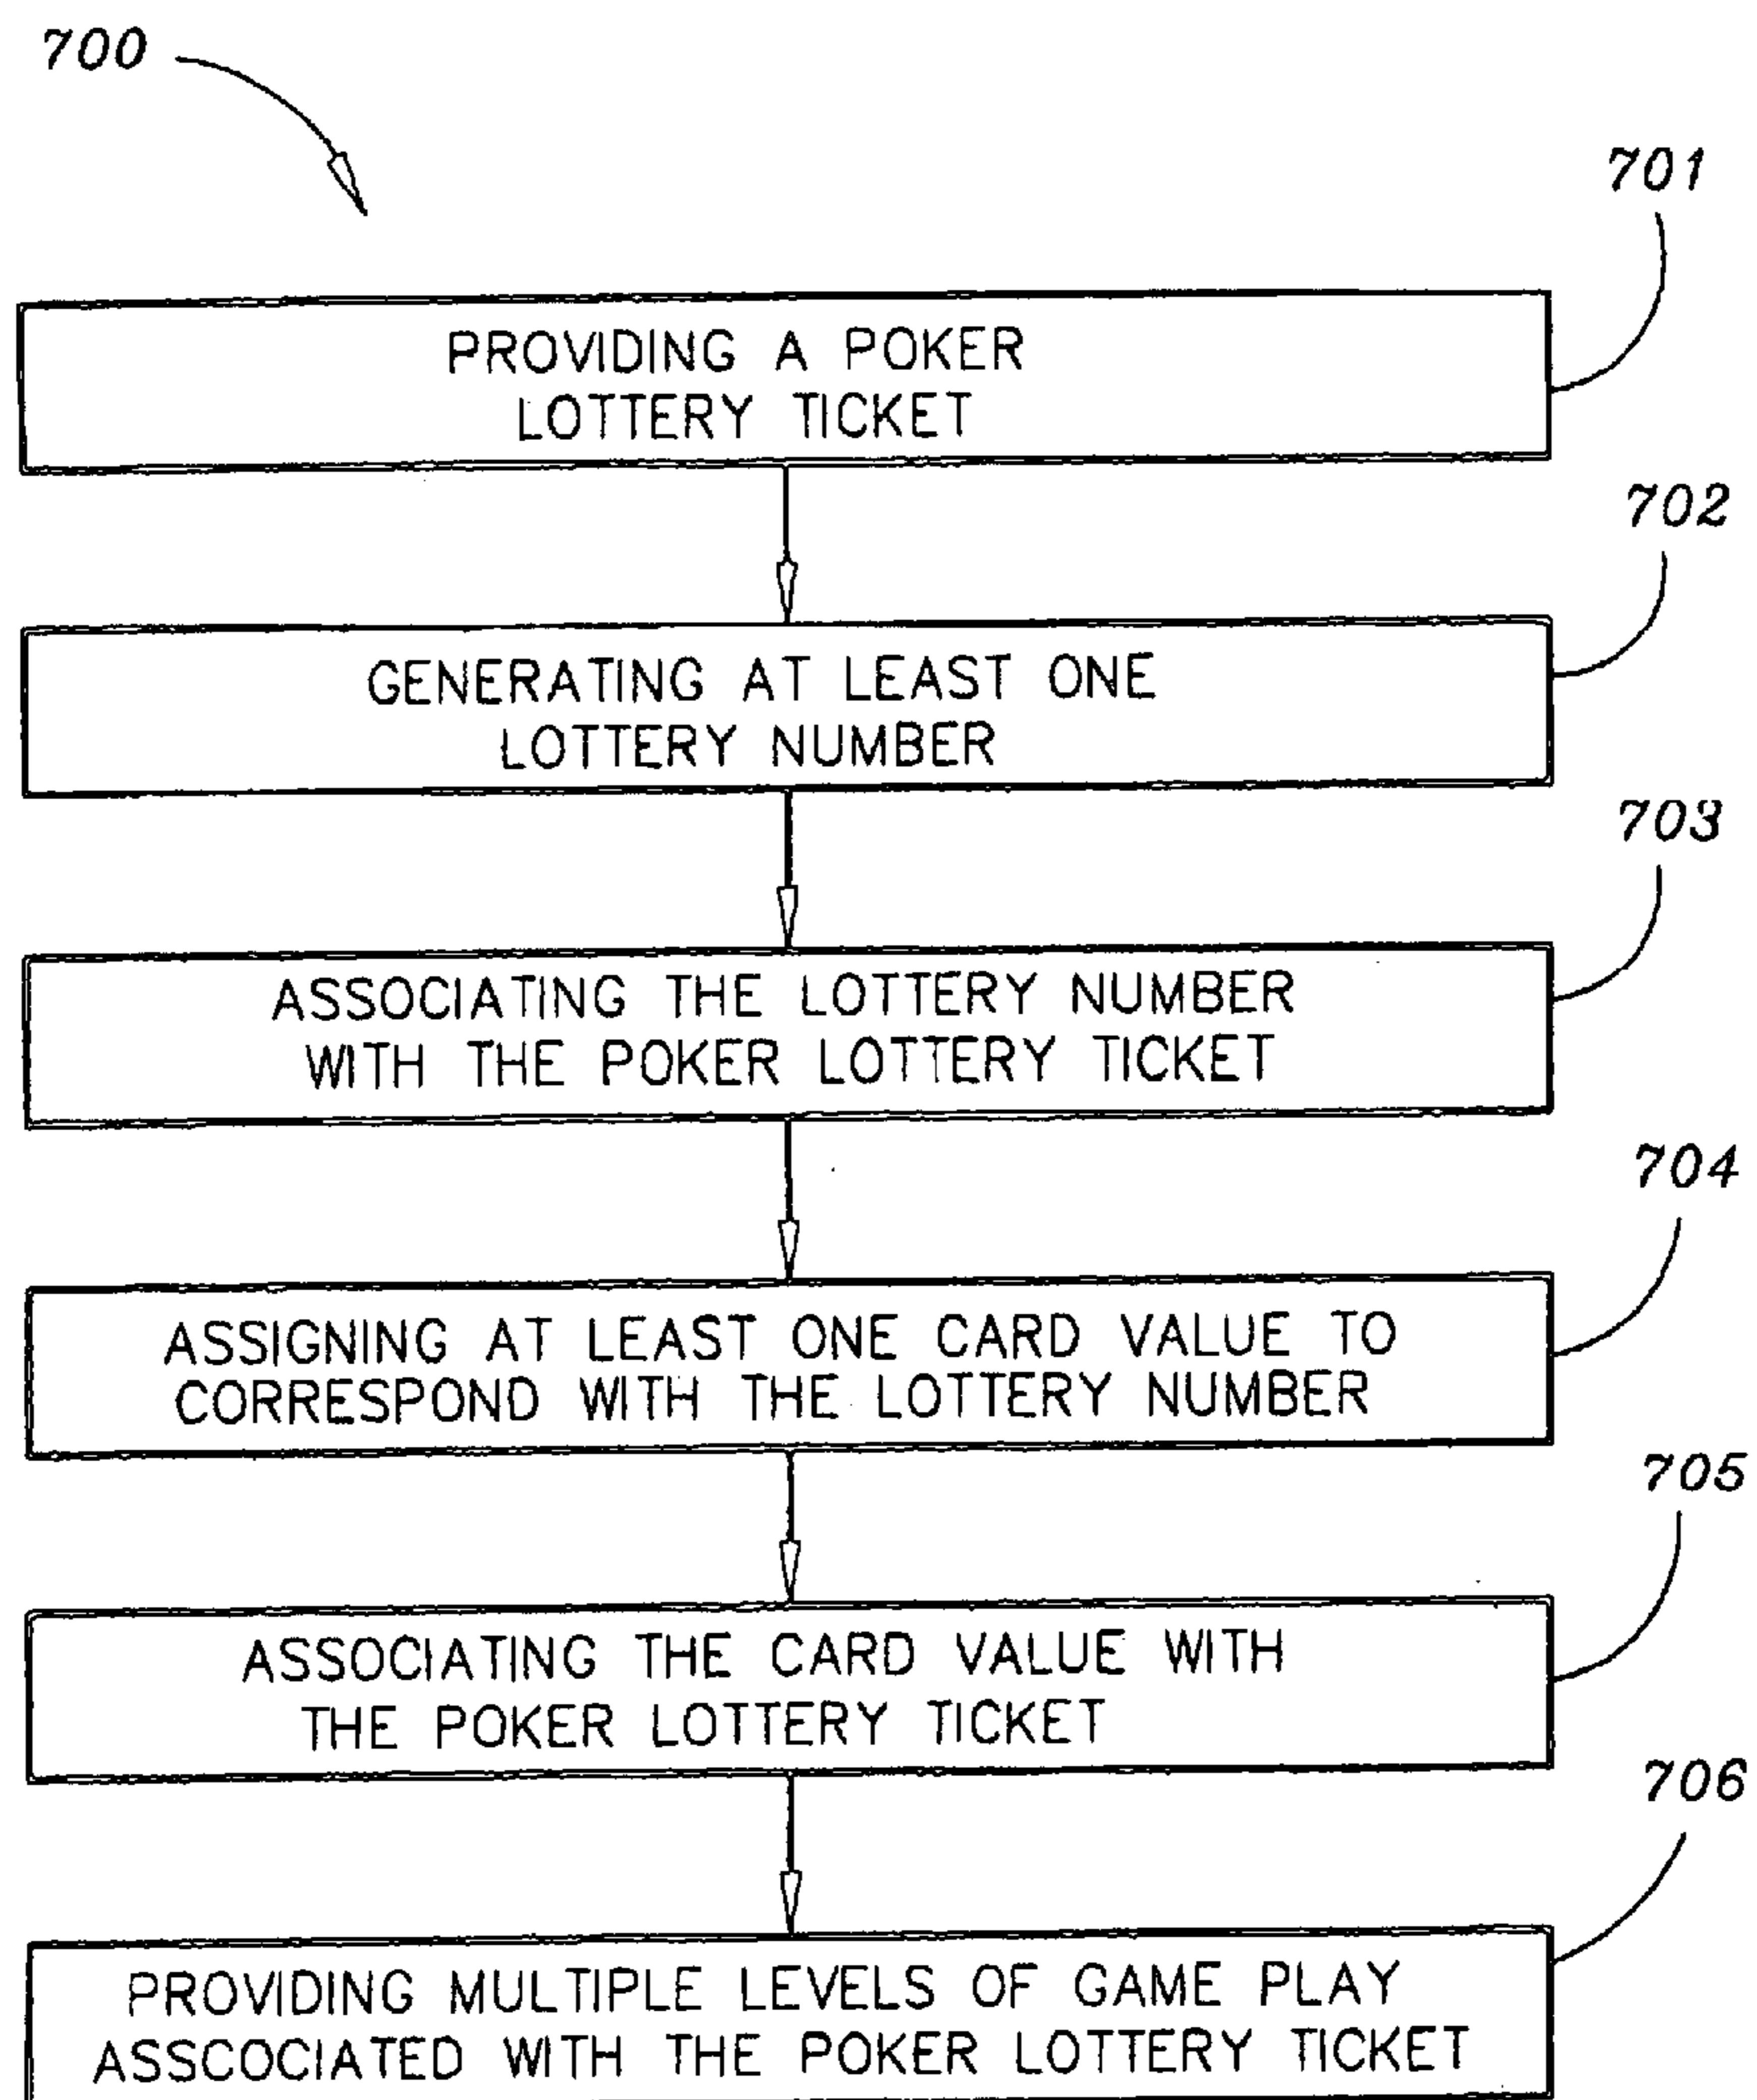 700
701
PROVIDING A POKER
LOTTERY TICKET
702
GENERATING AT LEAST ONE
LOTTERY NUMBER
703
ASSOCIATING THE LOTTERY NUMBER
WITH THE POKER LOTTERY TICKET
704
ASSIGNING AT LEAST ONE CARD VALUE TO
CORRESPOND WITH THE LOTTERY NUMBER
705
ASSOCIATING THE CARD VALUE WITH
THE POKER LOTTERY TICKET
706
PROVIDING MULTIPLE LEVELS OF GAME PLAY
ASSCOCIATED WITH THE POKER LOTTERY TICKET